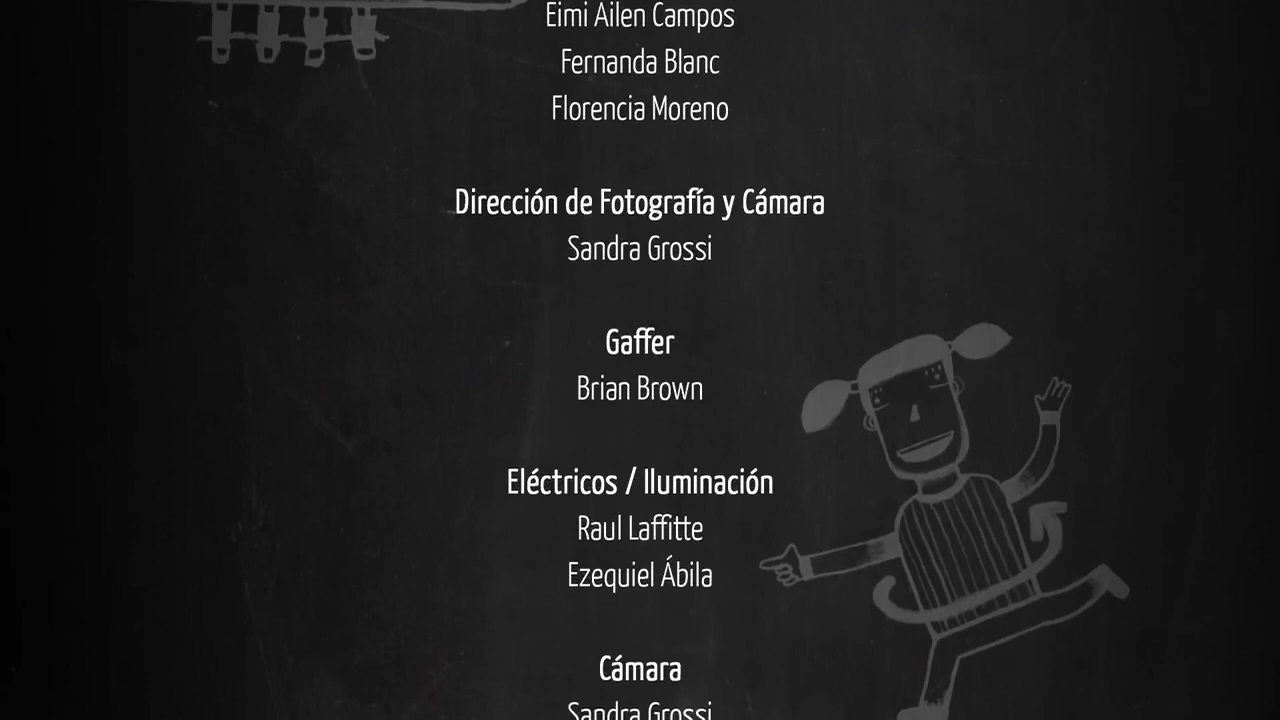 Eimi Ailen Campos
Fernanda Blanc
Florencia Moreno
Dirección de Fotografía y Cámara
Sandra Grossi
Gaffer
Brian Brown
Eléctricos / Iluminación
Raul Laffitte
Ezequiel Ábila
Cámara
Sandra Grossi